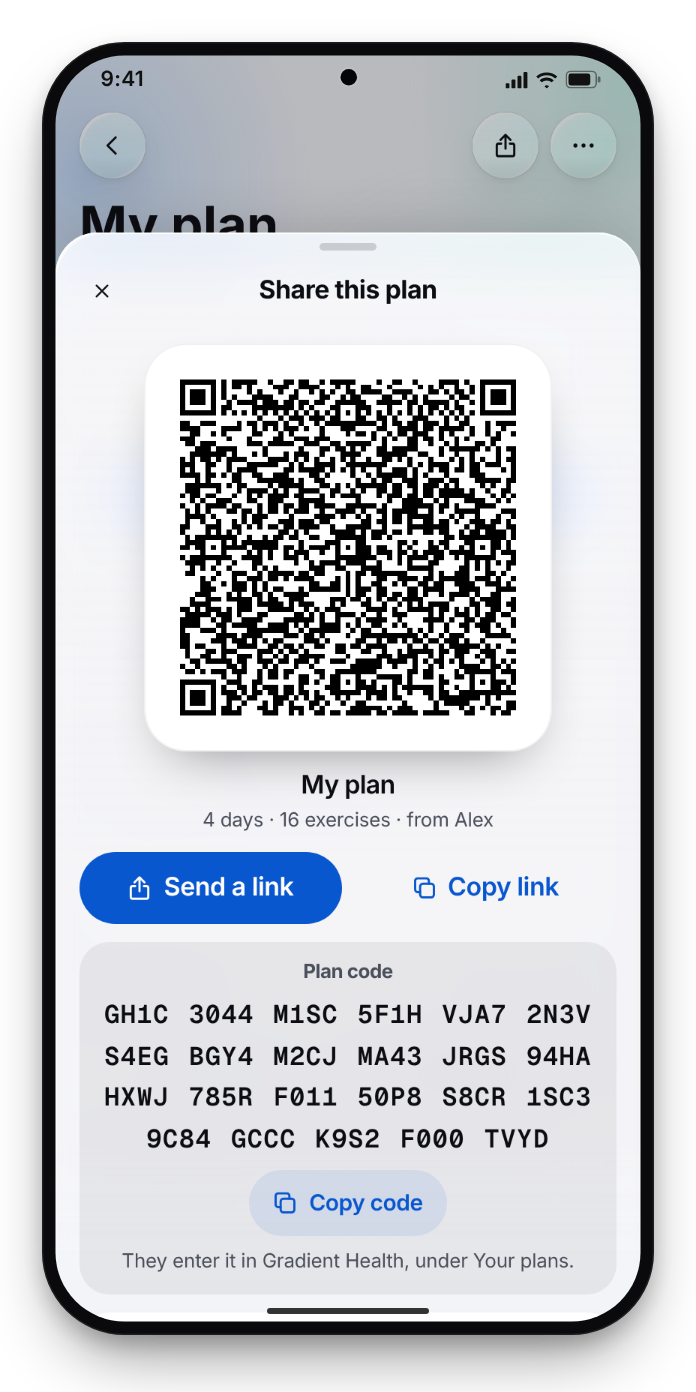 9:41
My plan
Share this plan
My plan
4 days · 16 exercises · from Alex
Send a link
Copy link
Plan code
GH1C 3044 M1SC 5F1H VJA7 2N3V
S4EG BGY4 M2CJ MA43 JRGS 94HA
HXWJ 785R F011 50P8 S8CR 1SC3
9C84 GCCC K9S2 F000 TVYD
Copy code
They enter it in Gradient Health, under Your plans.